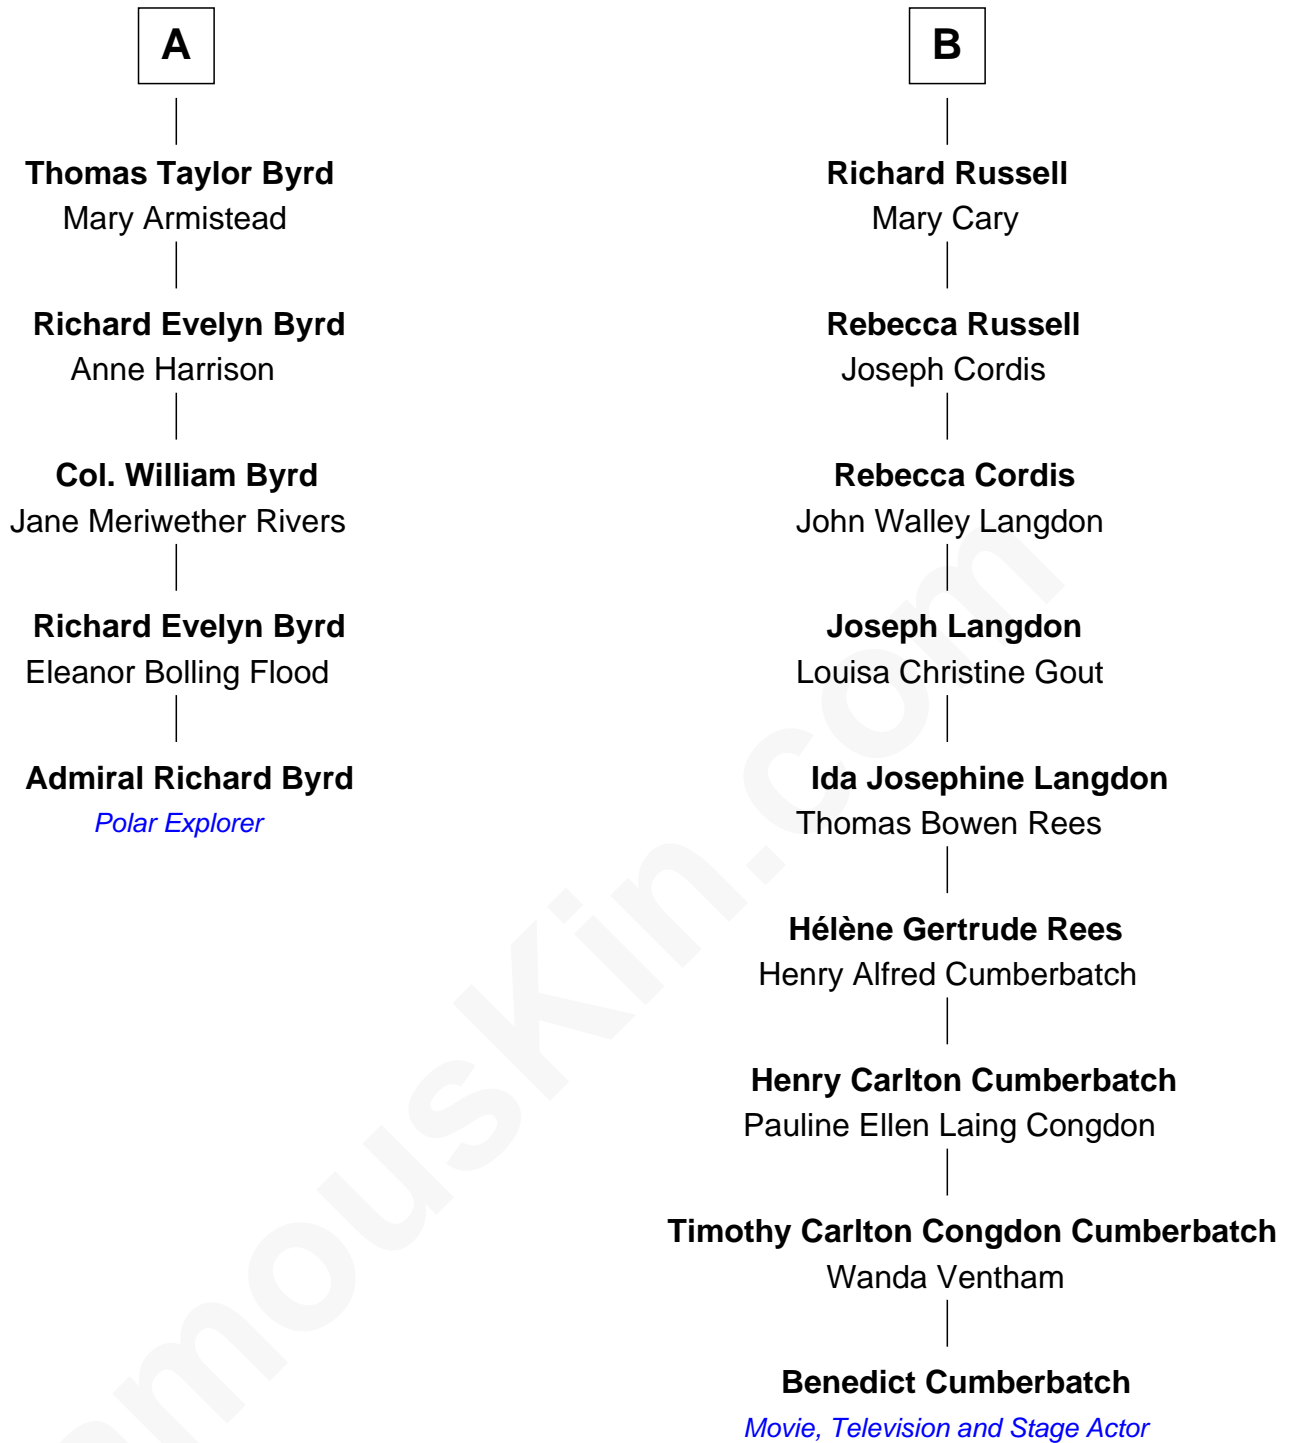 A
Thomas Taylor Byrd
Mary Armistead
Richard Evelyn Byrd
Anne Harrison
Col. William Byrd
Jane Meriwether Rivers
Richard Evelyn Byrd
Eleanor Bolling Flood
Admiral Richard Byrd
Polar Explorer
B
Richard Russell
Mary Cary
Rebecca Russell
Joseph Cordis
Rebecca Cordis
John Walley Langdon
Joseph Langdon
Louisa Christine Gout
Ida Josephine Langdon
Thomas Bowen Rees
Hélène Gertrude Rees
Henry Alfred Cumberbatch
Henry Carlton Cumberbatch
Pauline Ellen Laing Congdon
Timothy Carlton Congdon Cumberbatch
Wanda Ventham
Benedict Cumberbatch
Movie, Television and Stage Actor
amousKin.com